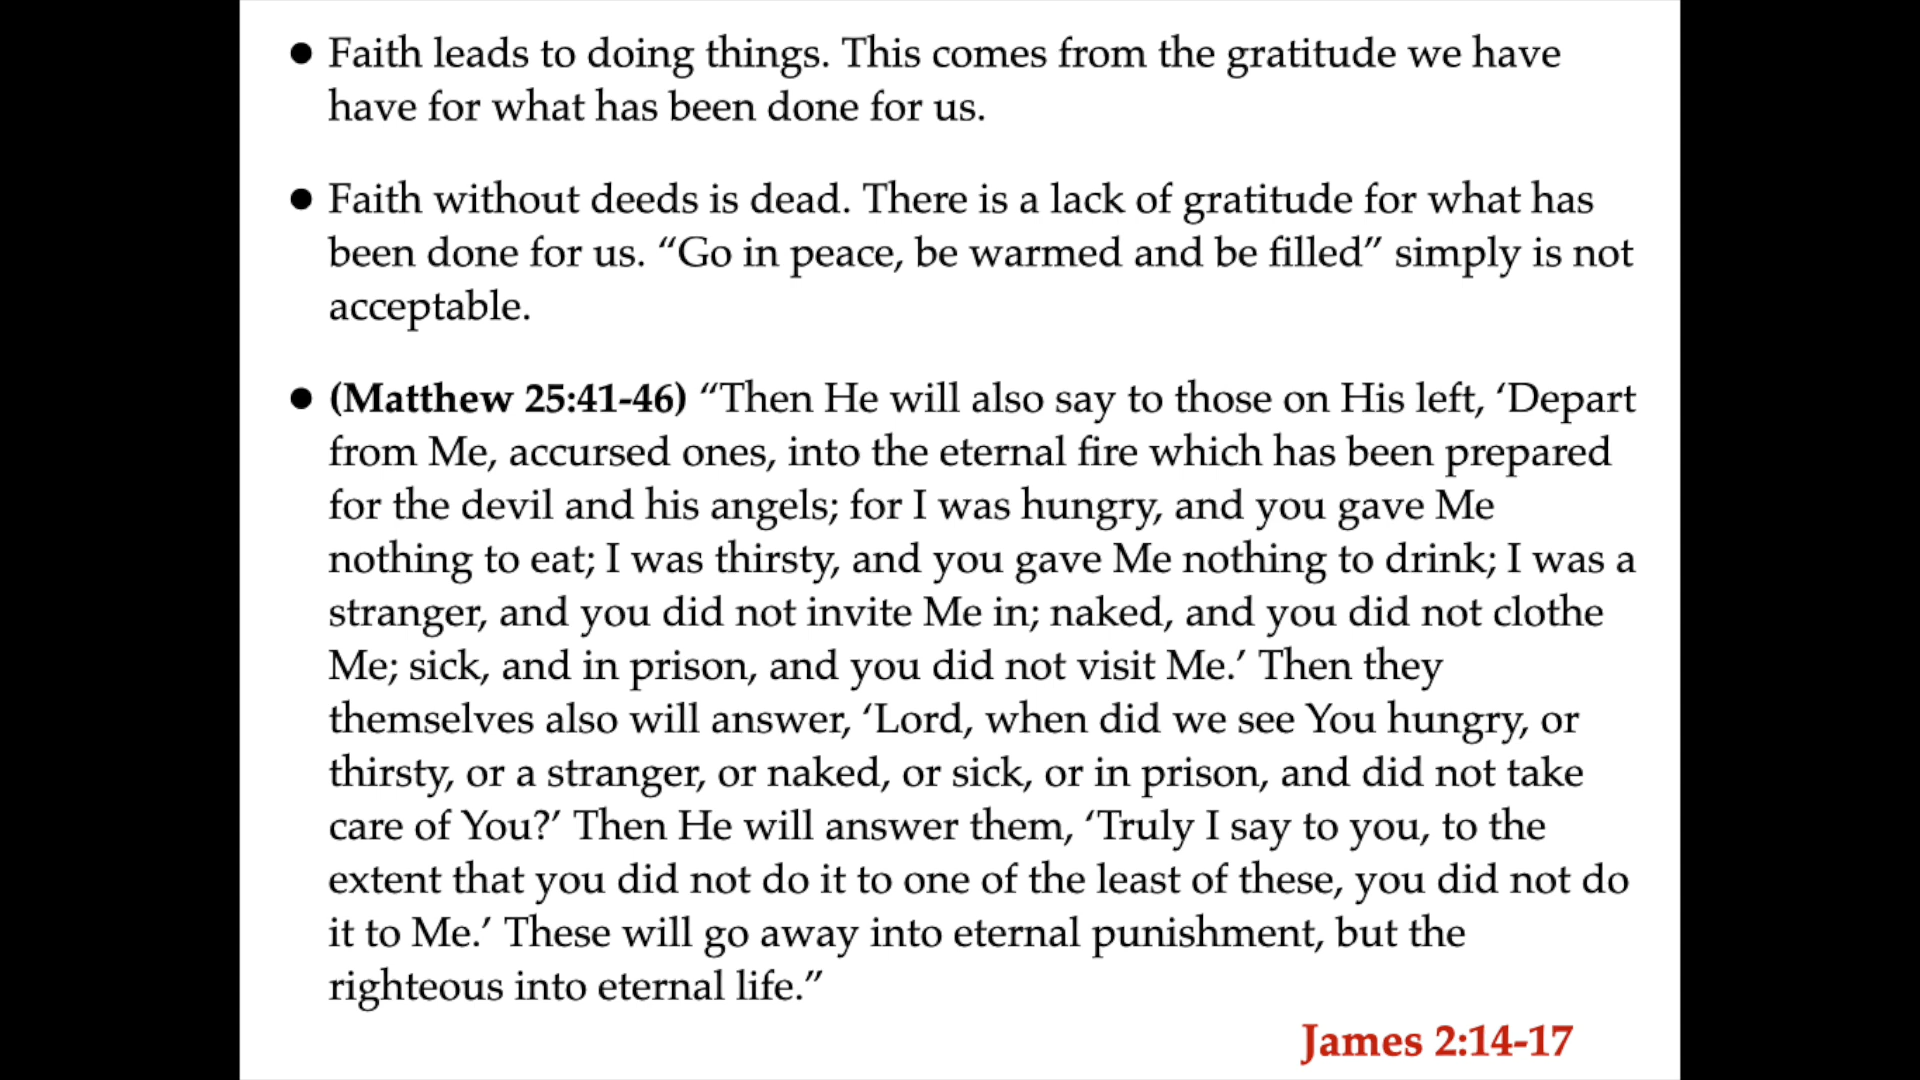 • Faith leads to doing things. This comes from the gratitude we have
have for what has been done for us.
• Faith without deeds is dead. There is a lack of gratitude for what has
been done for us. “Go in peace, be warmed and be filled” simply is not
acceptable.
• (Matthew 25:41-46) “Then He will also say to those on His left, ‘Depart
from Me, accursed ones, into the eternal fire which has been prepared
for the devil and his angels; for I was hungry, and you gave Me
nothing to eat; I was thirsty, and you gave Me nothing to drink; I was a
stranger, and you did not invite Me in; naked, and you did not clothe
Me; sick, and in prison, and you did not visit Me.’ Then they
themselves also will answer, ‘Lord, when did we see You hungry, or
thirsty, or a stranger, or naked, or sick, or in prison, and did not take
care of You?’ Then He will answer them, ‘Truly I say to you, to the
extent that you did not do it to one of the least of these, you did not do
it to Me.’ These will go away into eternal punishment, but the
righteous into eternal life.”
James 2:14-17